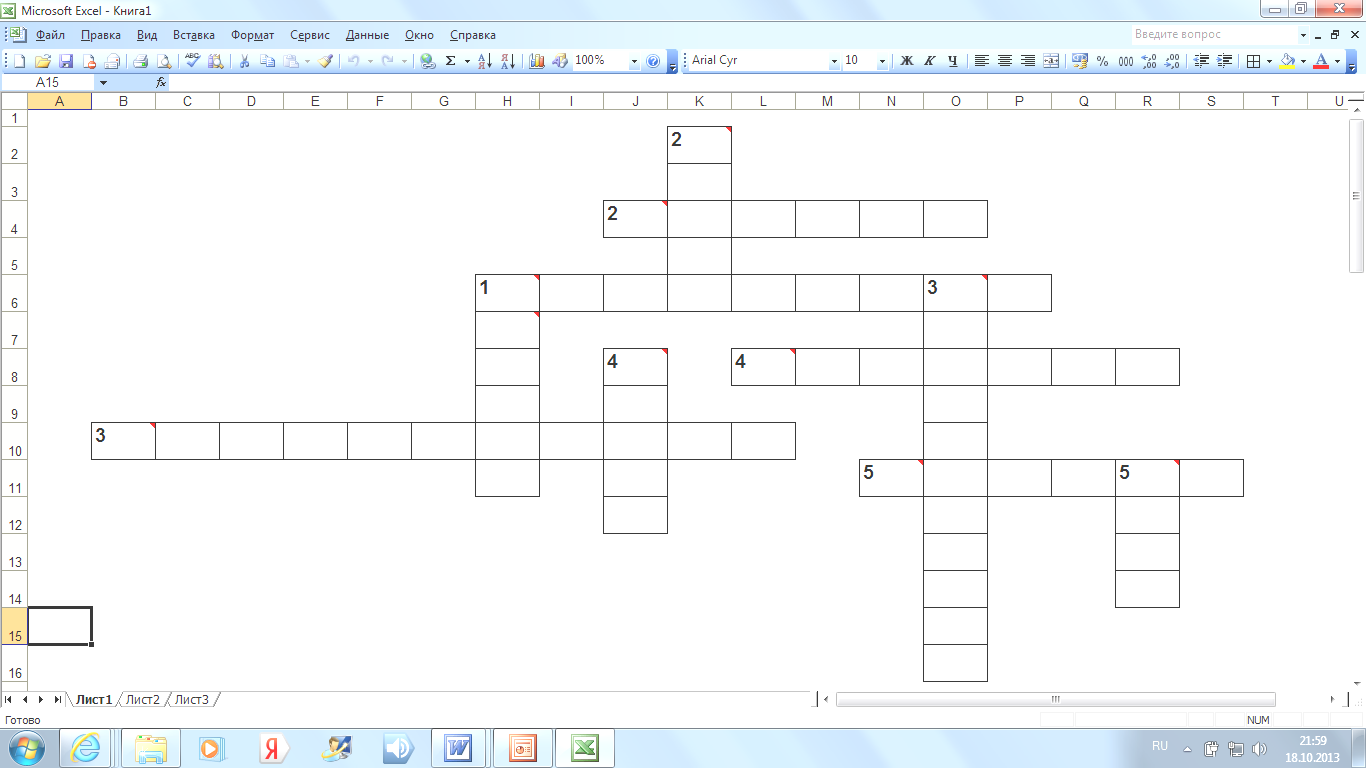 Microsoft Excel - Книга1
Файл Правка Вид Вставка Формат Сервис Данные Окно Справка Введите вопрос
100% Arial Cyr 10 Ж К Ч
A15 fx
A B C D E F G H I J K L M N O P Q R S T U
1
2 2
3
4 2
5
6 1 3
7
8 4 4
9
10 3
11 5 5
12
13
14
15
16
Лист1 Лист2 Лист3
Готово NUM
RU 21:59
18.10.2013